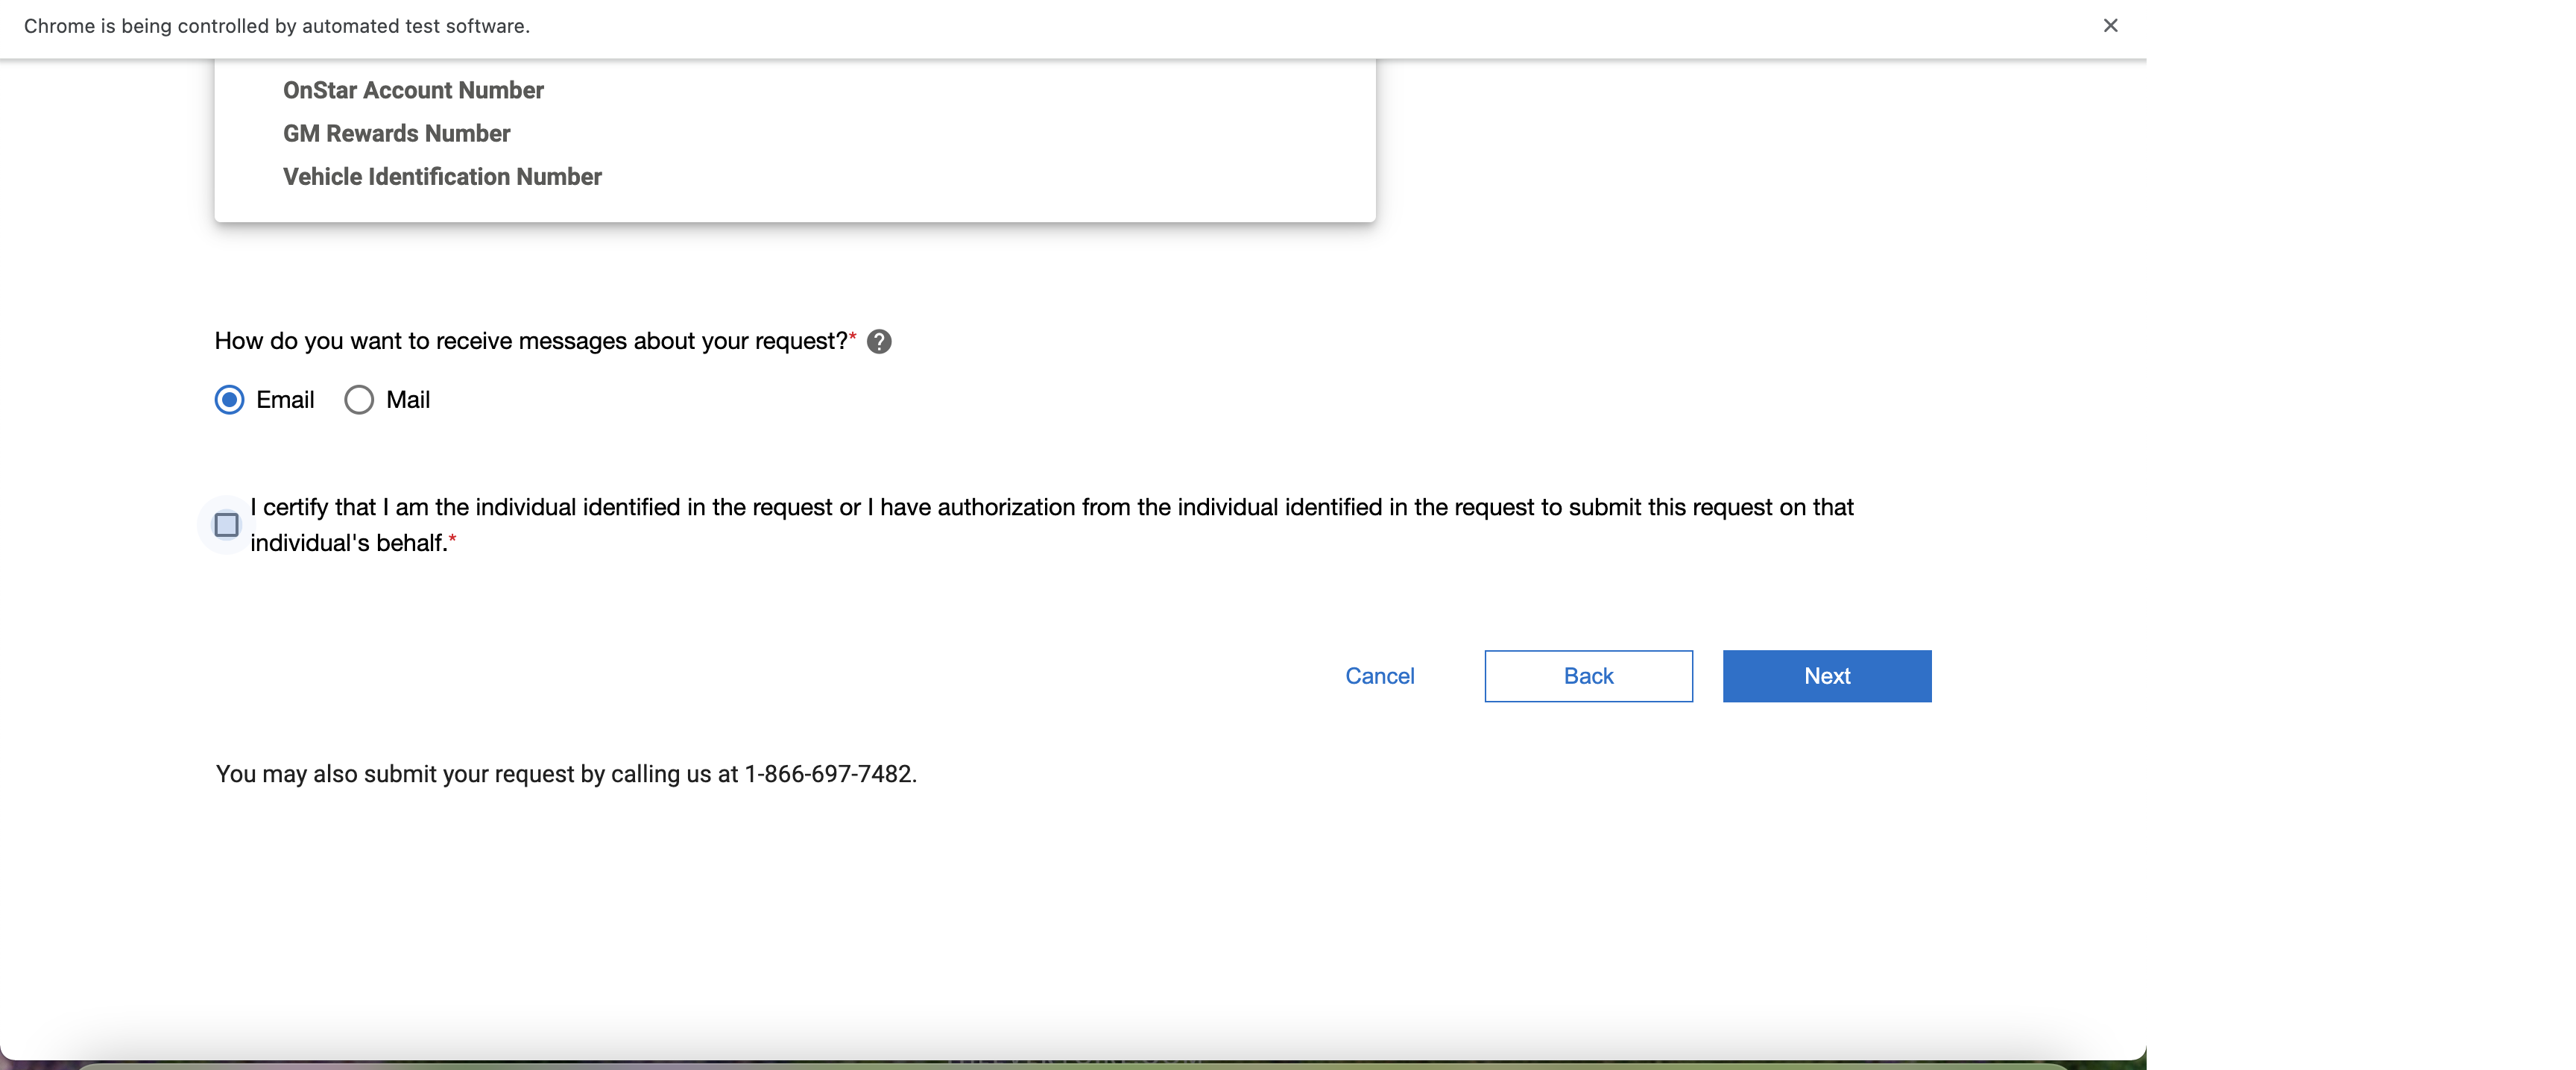 Chrome is being controlled by automated test software.
OnStar Account Number
GM Rewards Number
Vehicle Identification Number
How do you want to receive messages about your request?*
Email Mail
I certify that I am the individual identified in the request or I have authorization from the individual identified in the request to submit this request on that
individual's behalf.*
Cancel Back Next
You may also submit your request by calling us at 1-866-697-7482.